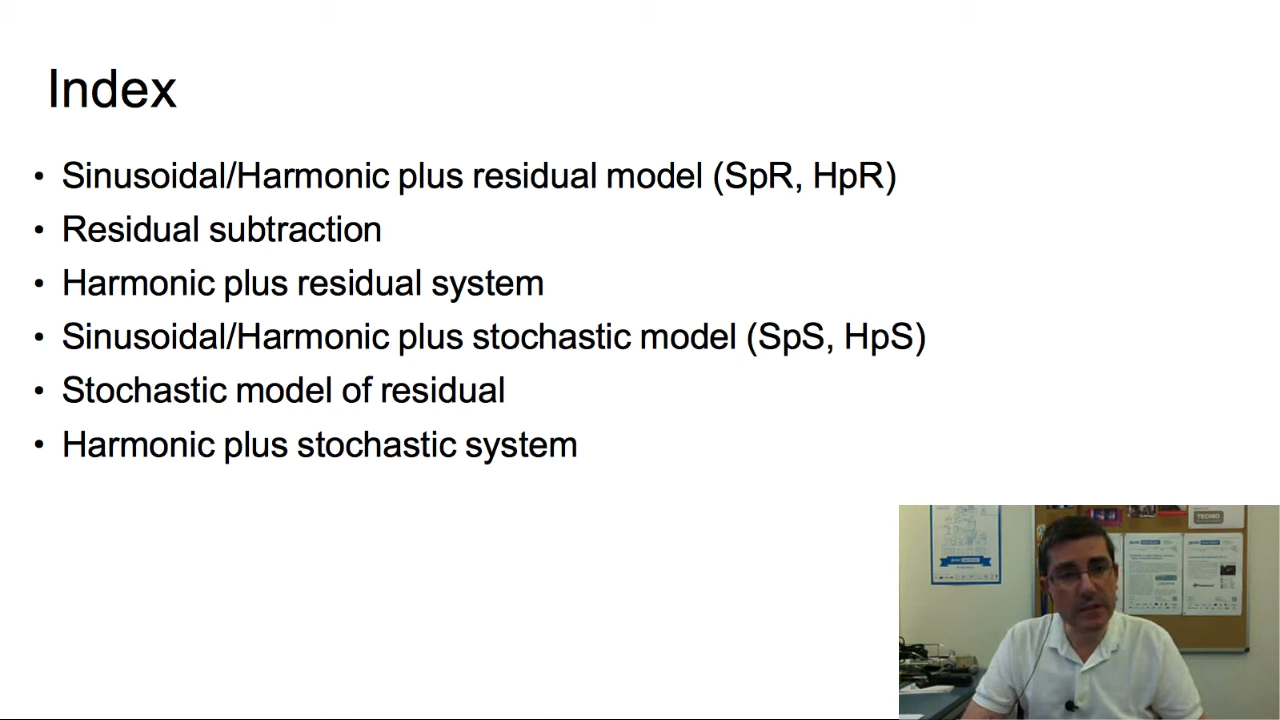 Index
• Sinusoidal/Harmonic plus residual model (SpR, HpR)
• Residual subtraction
• Harmonic plus residual system
• Sinusoidal/Harmonic plus stochastic model (SpS, HpS)
• Stochastic model of residual
• Harmonic plus stochastic system
TECNIO